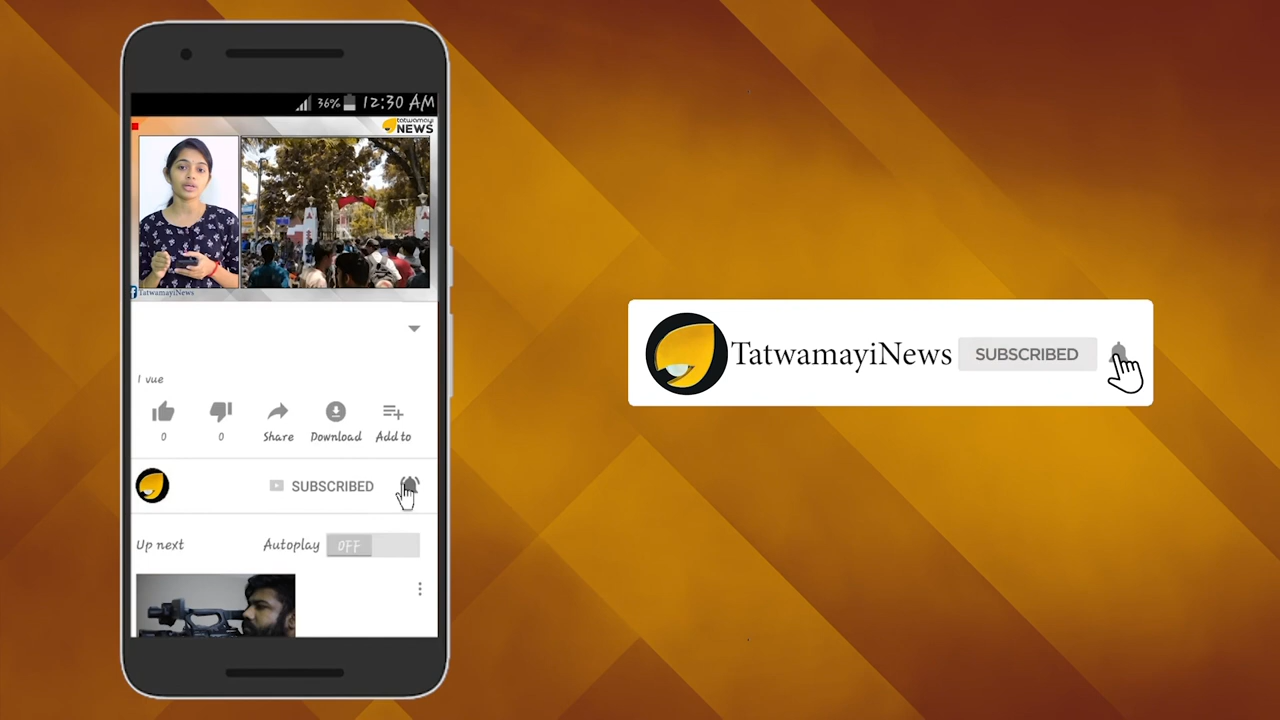 36% 12:30 AM
tatwamayi
NEWS
TatwamayiNews
1 vue
0 0 Share Download Add to
SUBSCRIBED
Up next Autoplay OFF
TatwamayiNews SUBSCRIBED